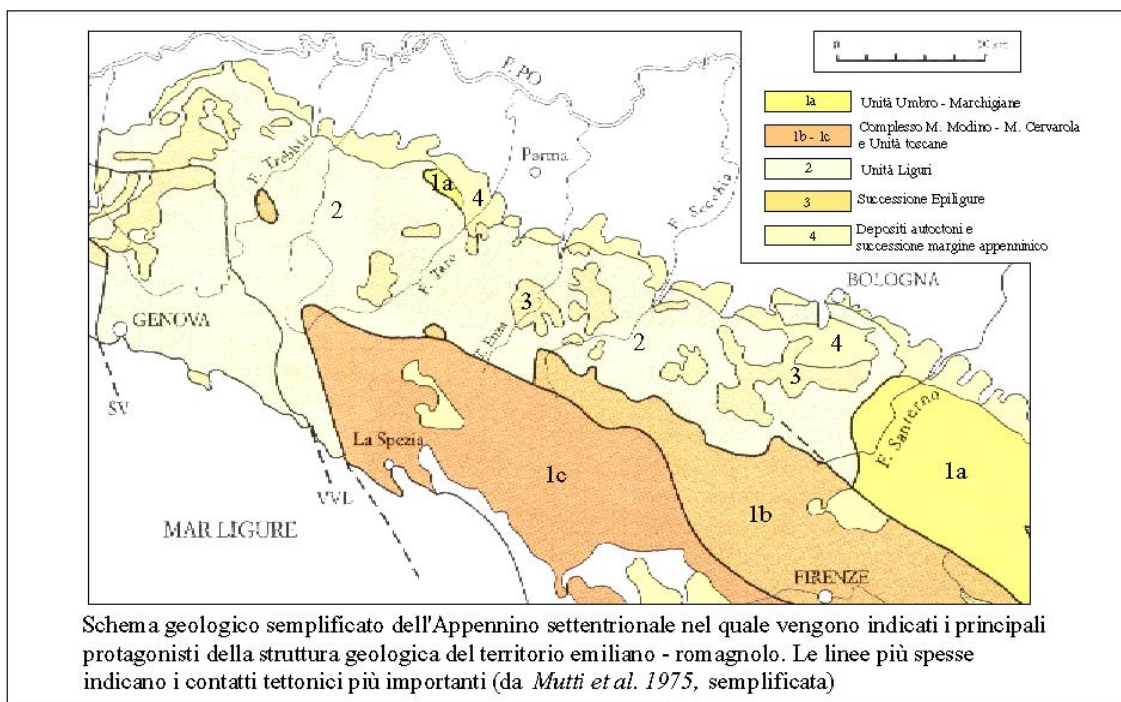 0 50 km
1a Unità Umbro - Marchigiane
1b - 1c Complesso M. Modino - M. Cervarola
e Unità toscane
2 Unità Liguri
3 Successione Epiligure
4 Depositi autoctoni e
successione margine appenninico
F. PO
Parma
F. Trebbia
1a
4
2
F. Secchia
F. Taro
BOLOGNA
GENOVA
3
F. Enza
2
4
3
SV
La Spezia
F. Santerno
1c
1a
VVL
1b
MAR LIGURE
FIRENZE
Schema geologico semplificato dell'Appennino settentrionale nel quale vengono indicati i principali
protagonisti della struttura geologica del territorio emiliano - romagnolo. Le linee più spesse
indicano i contatti tettonici più importanti (da Mutti et al. 1975, semplificata)